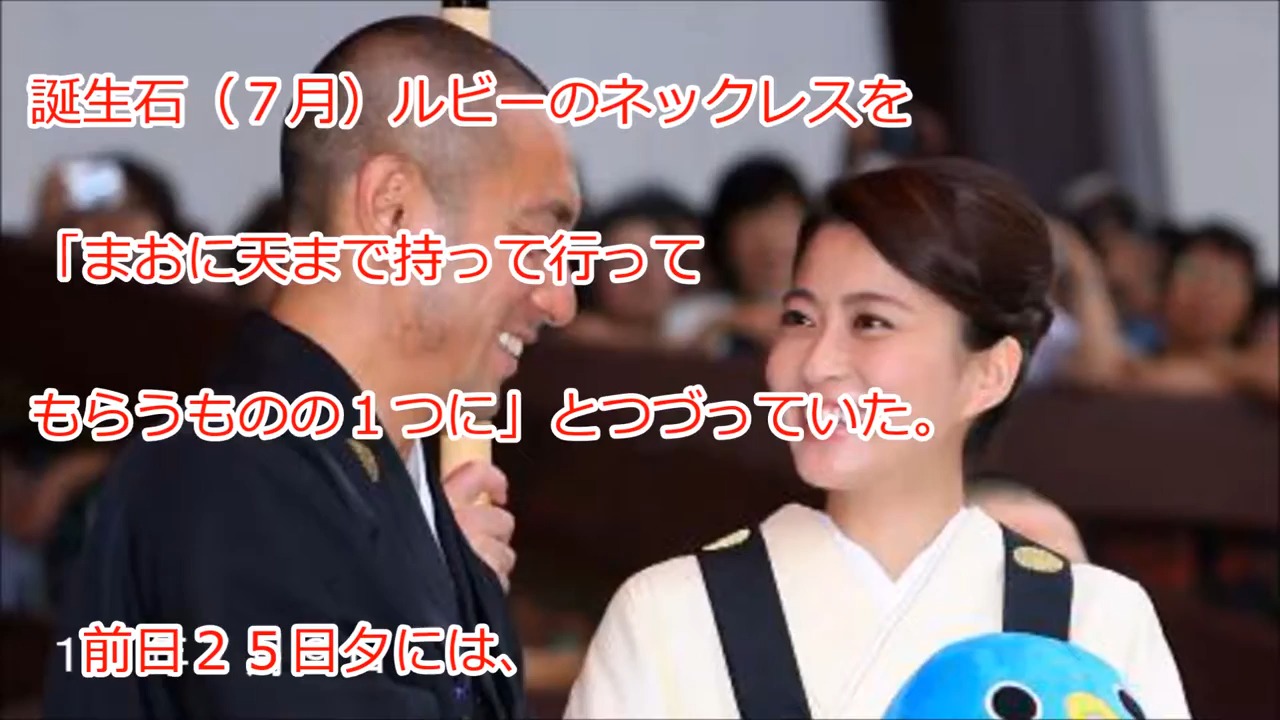 誕生石（７月）ルビーのネックレスを
「まおに天まで持って行って
もらうものの１つに」とつづっていた。
前日２５日夕には、